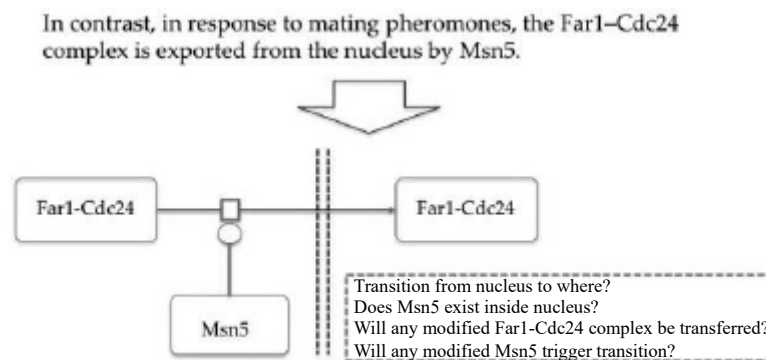 In contrast, in response to mating pheromones, the Far1–Cdc24
complex is exported from the nucleus by Msn5.
Far1-Cdc24
Far1-Cdc24
Msn5
Transition from nucleus to where?
Does Msn5 exist inside nucleus?
Will any modified Far1-Cdc24 complex be transferred?
Will any modified Msn5 trigger transition?